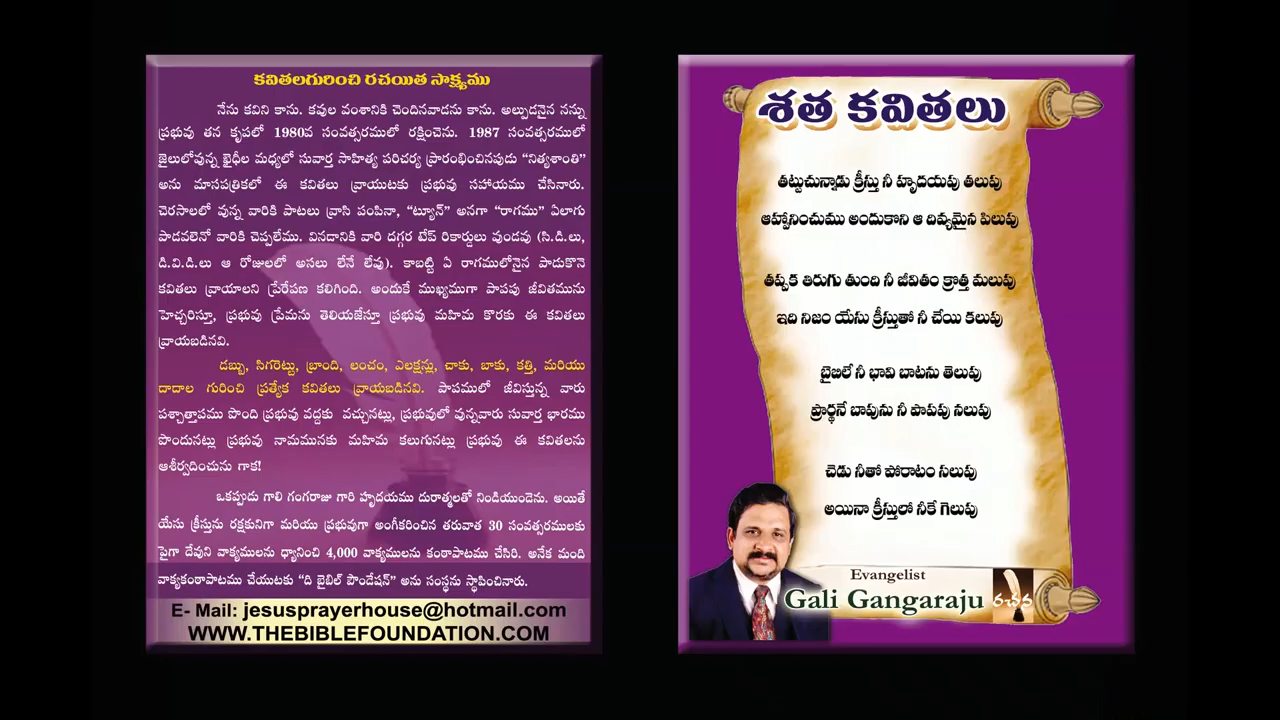 కవితలగురించి రచయిత సాక్ష్యము
నేను కవిని కాను. కవుల వంశానికి చెందినవాడను కాను. అల్పుడనైన నన్ను
ప్రభువు తన కృపలో 1980వ సంవత్సరములో రక్షించెను. 1987 సంవత్సరములో
జైలులోవున్న ఖైధీల మధ్యలో సువార్త సాహిత్య పరిచర్య ప్రారంభించినపుడు “నిత్యశాంతి”
అను మాసపత్రికలో ఈ కవితలు వ్రాయుటకు ప్రభువు సహాయము చేసినారు.
చెరసాలలో వున్న వారికి పాటలు వ్రాసి పంపినా, “ట్యూన్” అనగా “రాగము” ఏలాగు
పాడవలెనో వారికి చెప్పలేము. వినడానికి వారి దగ్గర టేప్ రికార్డులు వుండవు (సి.డి.లు,
డి.వి.డి.లు ఆ రోజులలో అసలు లేనే లేవు). కాబట్టి ఏ రాగములోనైన పాడుకొనె
కవితలు వ్రాయాలని ప్రేరేపణ కలిగింది. అందుకే ముఖ్యముగా పాపపు జీవితమును
హెచ్చరిస్తూ, ప్రభువు ప్రేమను తెలియజేస్తూ ప్రభువు మహిమ కొరకు ఈ కవితలు
వ్రాయబడినవి.
డబ్బు, సిగరెట్టు, బ్రాంది, లంచం, ఎలక్షన్లు, చాకు, బాకు, కత్తి, మరియు
దాదాల గురించి ప్రత్యేక కవితలు వ్రాయబడినవి. పాపములో జీవిస్తున్న వారు
పశ్చాత్తాపము పొంది ప్రభువు వద్దకు వచ్చునట్లు, ప్రభువులో వున్నవారు సువార్త భారము
పొందునట్లు ప్రభువు నామమునకు మహిమ కలుగునట్లు ప్రభువు ఈ కవితలను
ఆశీర్వదించును గాక!
ఒకప్పుడు గాలి గంగరాజు గారి హృదయము దురాత్మలతో నిండియుండెను. అయితే
యేసు క్రీస్తును రక్షకునిగా మరియు ప్రభువుగా అంగీకరించిన తరువాత 30 సంవత్సరములకు
పైగా దేవుని వాక్యములను ధ్యానించి 4,000 వాక్యములను కంఠాపాటము చేసిరి. అనేక మంది
వాక్యకంఠాపాటము చేయుటకు “ది బైబిల్ ఫౌండేషన్” అను సంస్థను స్థాపించినారు.
E- Mail: jesusprayerhouse@hotmail.com
WWW.THEBIBLEFOUNDATION.COM
శత కవితలు
తట్టుచున్నాడు క్రీస్తు నీ హృదయపు తలుపు
ఆహ్వానించుము అందుకొని ఆ దివ్యమైన పిలుపు
తప్పక తిరుగు తుంది నీ జీవితం క్రొత్త మలుపు
ఇది నిజం యేసు క్రీస్తుతో నీ చేయి కలుపు
బైబిలే నీ భావి బాటను తెలుపు
ప్రార్థనే బాపును నీ పాపపు నలుపు
చెడు నీతో పోరాటం సలుపు
అయినా క్రీస్తులో నీకే గెలుపు
Evangelist
Gali Gangaraju రచన